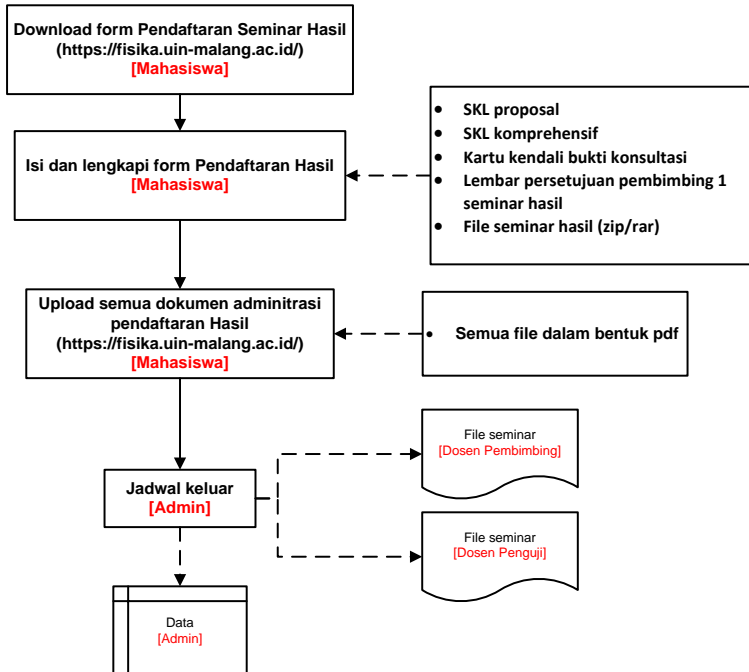 Download form Pendaftaran Seminar Hasil
(https://fisika.uin-malang.ac.id/)
[Mahasiswa]
Isi dan lengkapi form Pendaftaran Hasil
[Mahasiswa]
• SKL proposal
• SKL komprehensif
• Kartu kendali bukti konsultasi
• Lembar persetujuan pembimbing 1
seminar hasil
• File seminar hasil (zip/rar)
Upload semua dokumen adminitrasi
pendaftaran Hasil
(https://fisika.uin-malang.ac.id/)
[Mahasiswa]
• Semua file dalam bentuk pdf
File seminar
[Dosen Pembimbing]
Jadwal keluar
[Admin]
File seminar
[Dosen Penguji]
Data
[Admin]